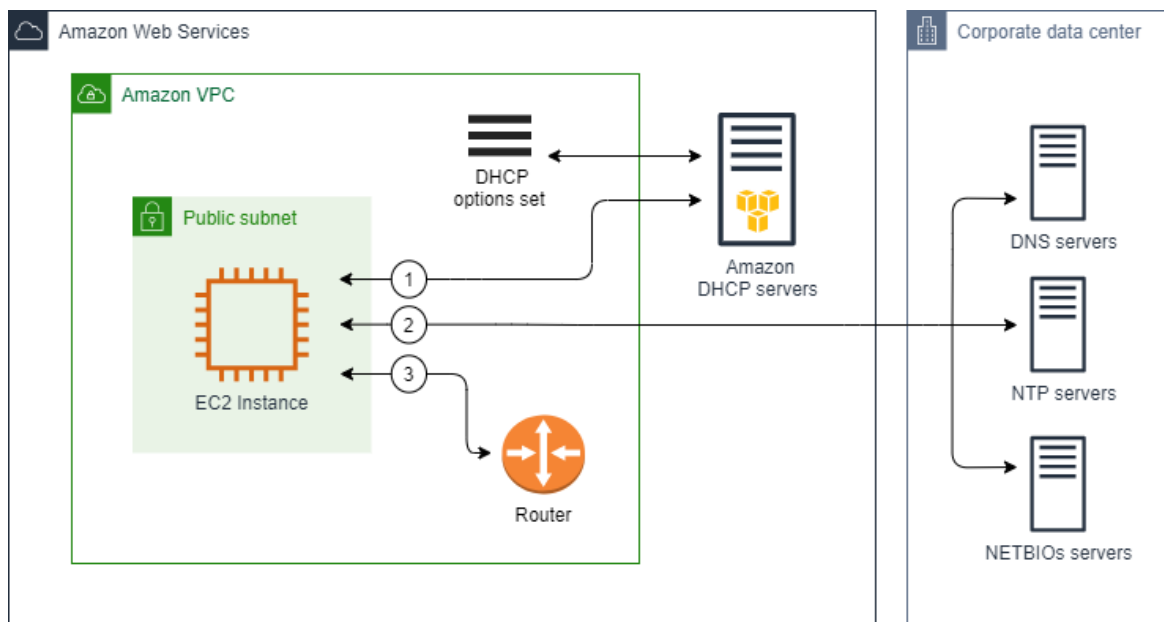 Amazon Web Services
Corporate data center
Amazon VPC
DHCP
options set
Public subnet
DNS servers
Amazon
DHCP servers
1
2
3
EC2 Instance
NTP servers
Router
NETBIOs servers